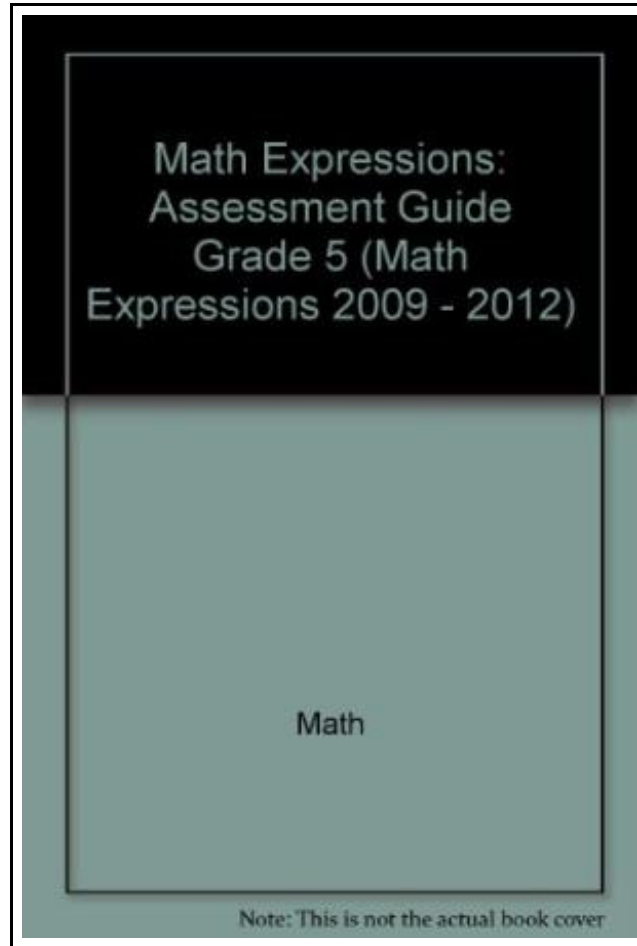 Math Expressions:
Assessment Guide
Grade 5 (Math
Expressions 2009 - 2012)
Math
Note: This is not the actual book cover